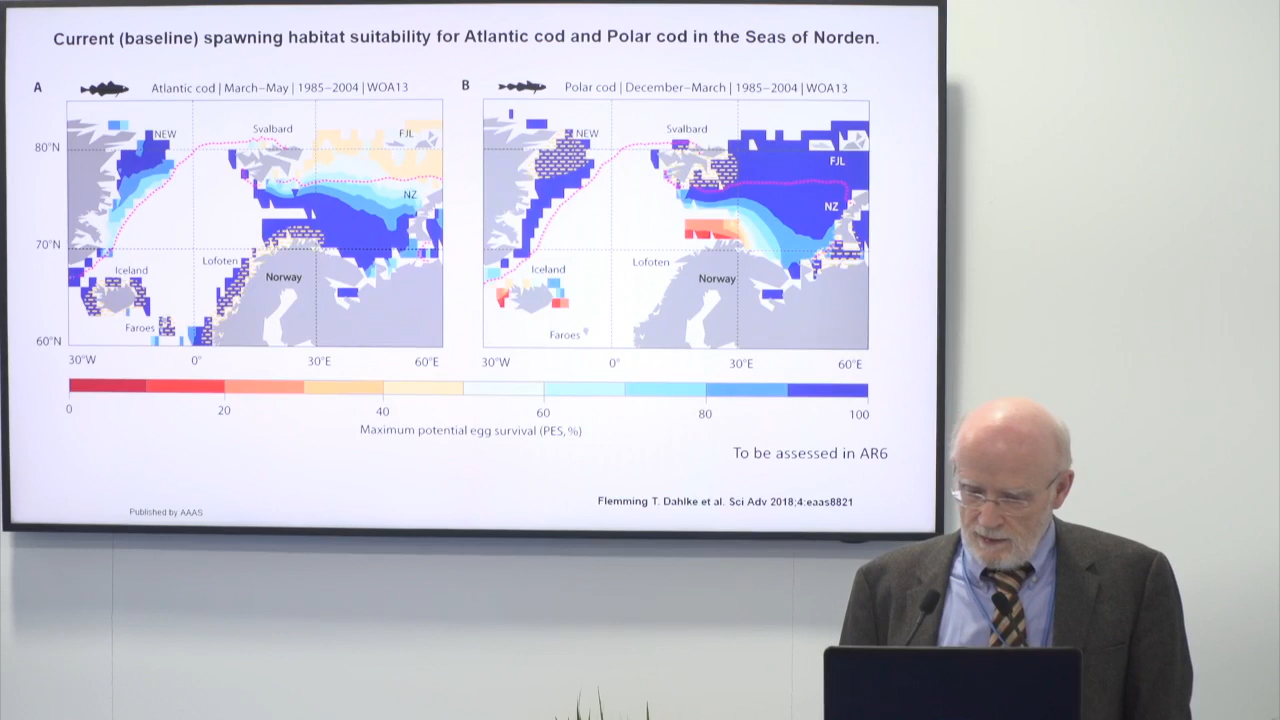 Current (baseline) spawning habitat suitability for Atlantic cod and Polar cod in the Seas of Norden.
A
Atlantic cod | March–May | 1985–2004 | WOA13
80°N
70°N
60°N
NEW
Svalbard
FJL
NZ
Iceland
Lofoten
Norway
Faroes
30°W
0°
30°E
60°E
B
Polar cod | December–March | 1985–2004 | WOA13
NEW
Svalbard
FJL
NZ
Iceland
Lofoten
Norway
Faroes
30°W
0°
30°E
60°E
0
20
40
60
80
100
Maximum potential egg survival (PES, %)
To be assessed in AR6
Flemming T. Dahlke et al. Sci Adv 2018;4:eaas8821
Published by AAAS